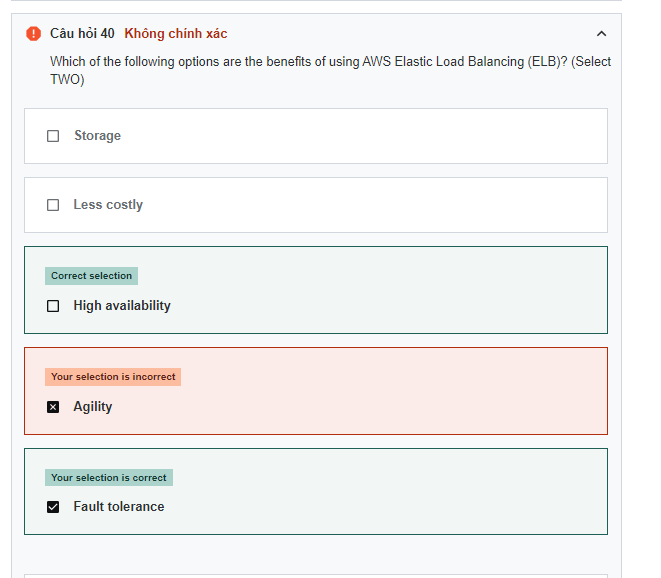 Câu hỏi 40 Không chính xác
Which of the following options are the benefits of using AWS Elastic Load Balancing (ELB)? (Select
TWO)
Storage
Less costly
Correct selection
High availability
Your selection is incorrect
Agility
Your selection is correct
Fault tolerance